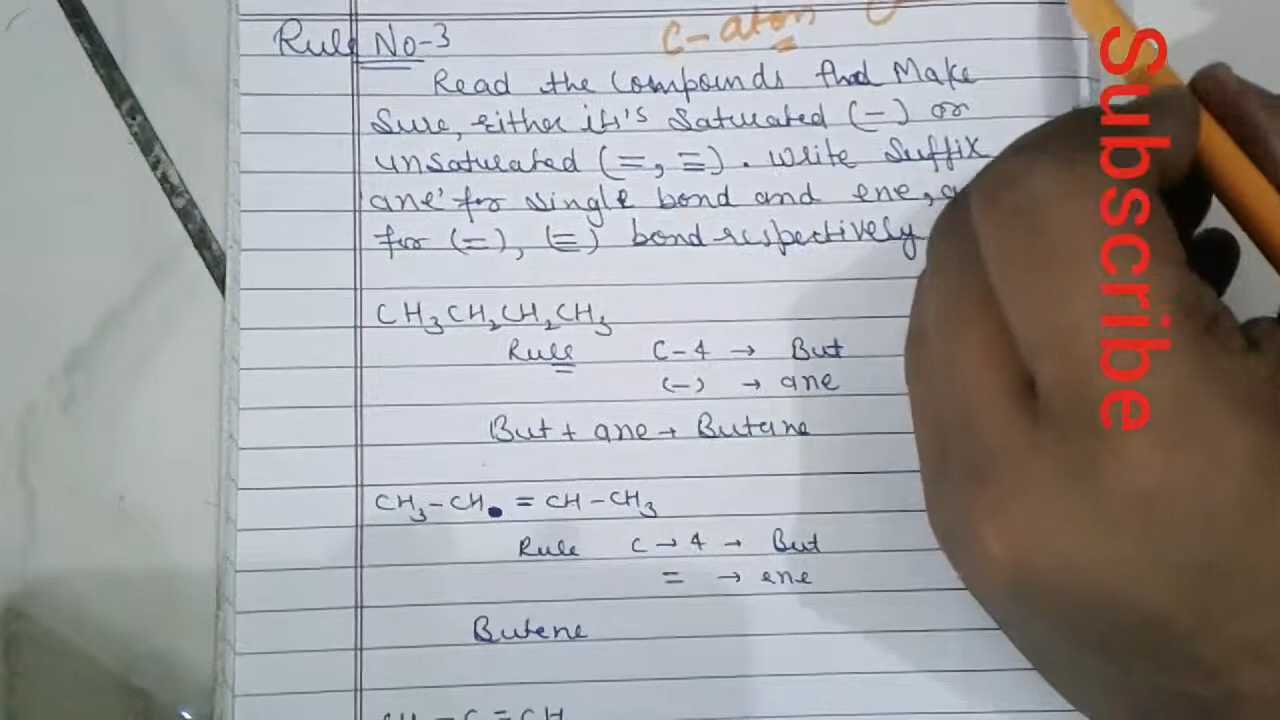 C-atom
Rule No-3
Read the Compounds And Make
Sure, either it's Saturated (-) or
unsaturated (=, ≡). Write Suffix
ane' for single bond and ene,
for (=), (≡) bond respectively
CH₃CH₂CH₂CH₃
Rule C-4 → But
(-) → ane
But + ane → Butane
CH₃-CH = CH-CH₃
Rule C → 4 → But
= → ene
Butene
Subscribe